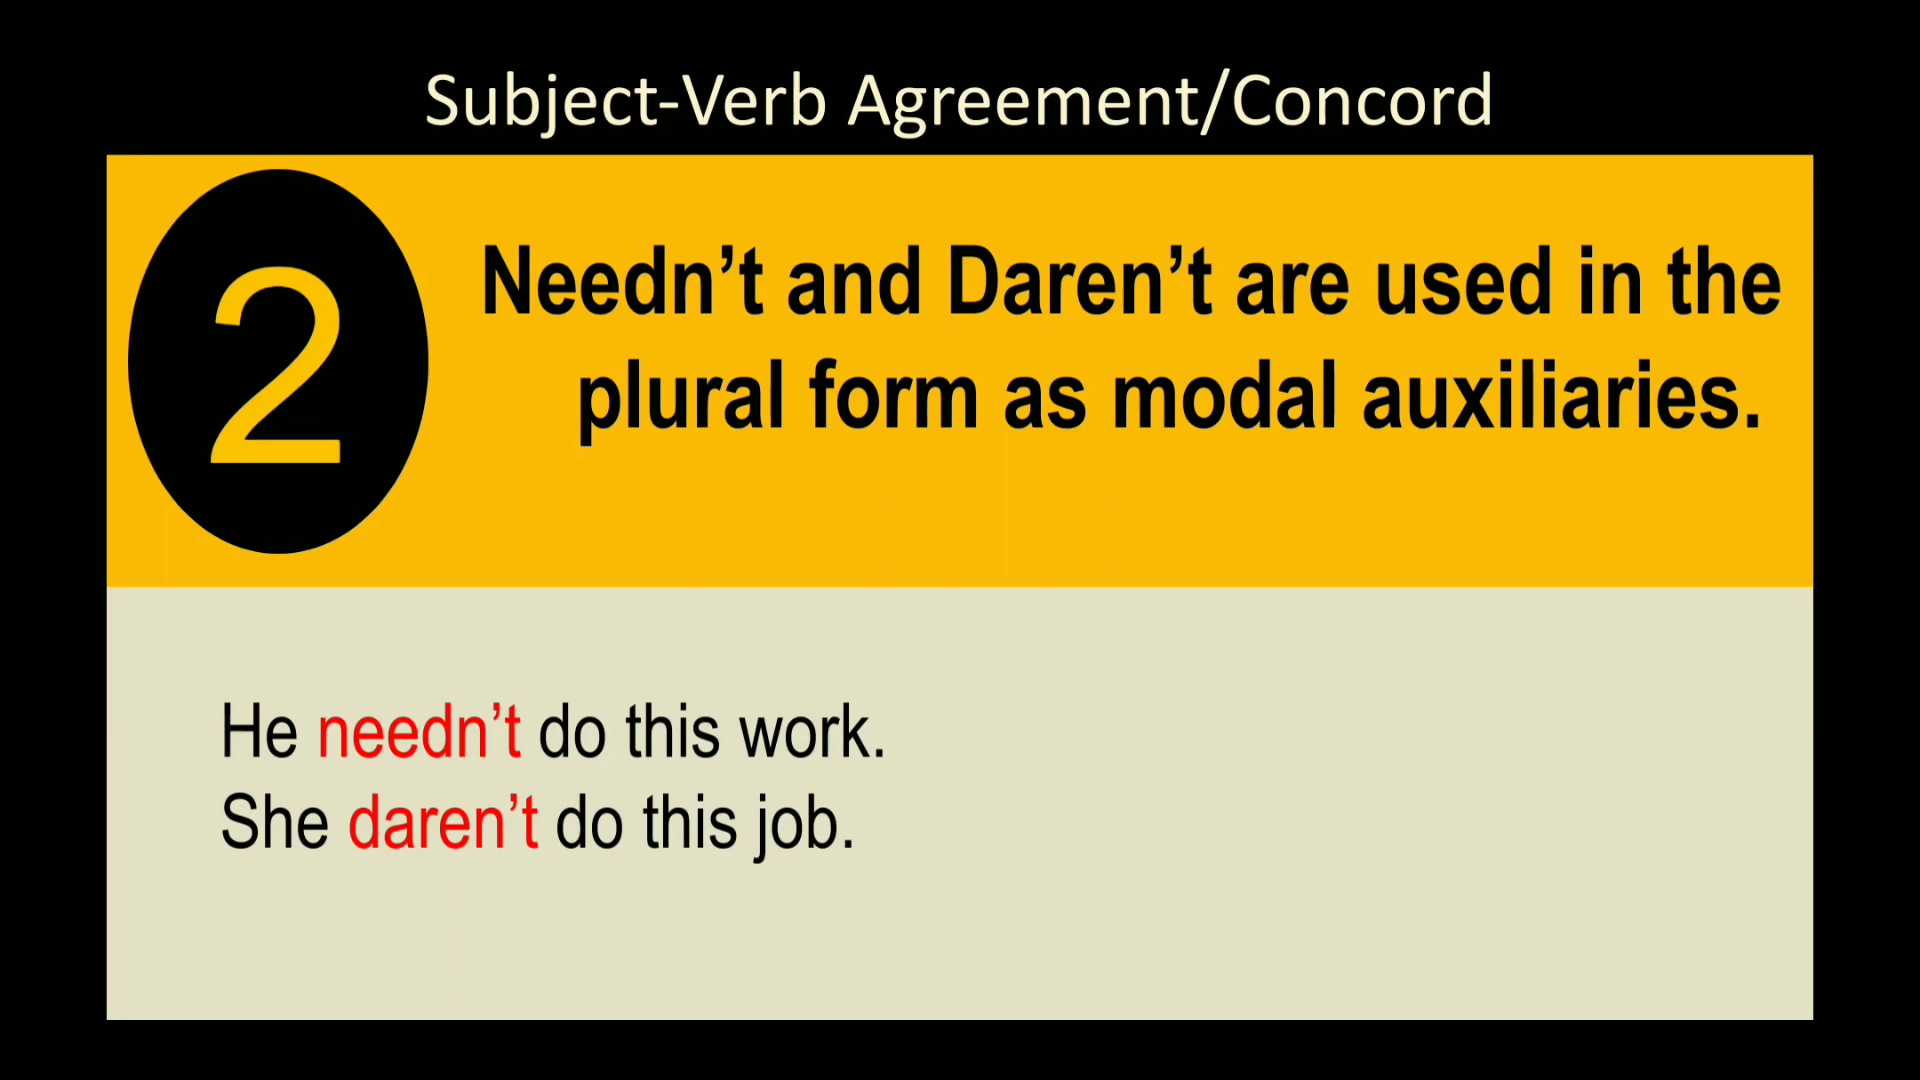 Subject-Verb Agreement/Concord
2
Needn’t and Daren’t are used in the
plural form as modal auxiliaries.
He needn’t do this work.
She daren’t do this job.